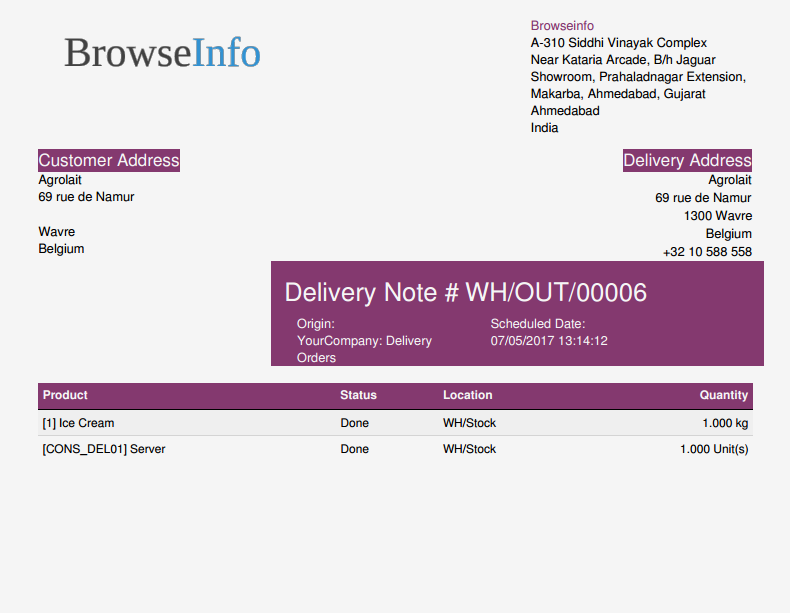 BrowseInfo
Browseinfo
A-310 Siddhi Vinayak Complex
Near Kataria Arcade, B/h Jaguar
Showroom, Prahaladnagar Extension,
Makarba, Ahmedabad, Gujarat
Ahmedabad
India
Customer Address
Agrolait
69 rue de Namur
Wavre
Belgium
Delivery Address
Agrolait
69 rue de Namur
1300 Wavre
Belgium
+32 10 588 558
Delivery Note # WH/OUT/00006
Origin:
YourCompany: Delivery
Orders
Scheduled Date:
07/05/2017 13:14:12
Product Status Location Quantity
[1] Ice Cream Done WH/Stock 1.000 kg
[CONS_DEL01] Server Done WH/Stock 1.000 Unit(s)